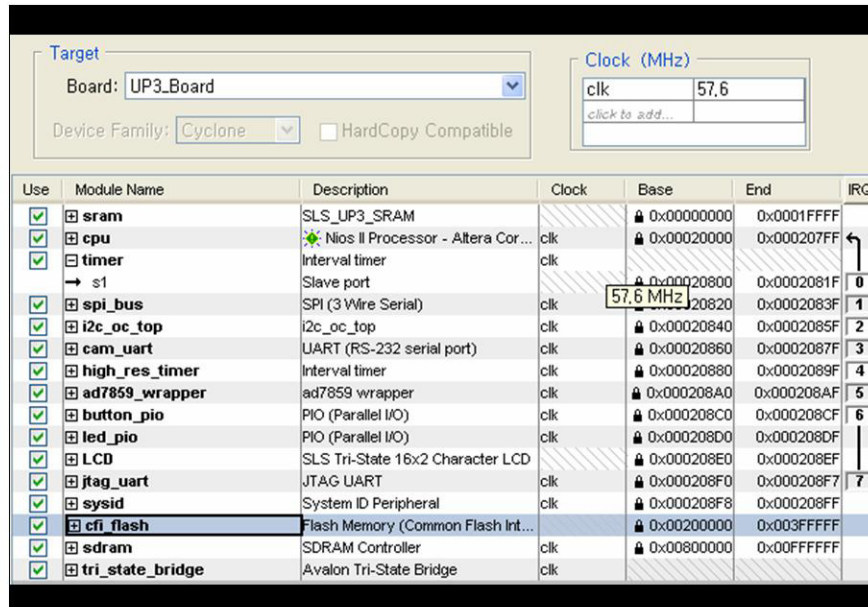 Target
Board: UP3_Board
Device Family: Cyclone HardCopy Compatible
Clock (MHz)
clk 57.6
click to add...
Use Module Name Description Clock Base End IRQ
sram SLS_UP3_SRAM 0x00000000 0x0001FFFF
cpu Nios II Processor - Altera Cor... clk 0x00020000 0x000207FF
timer Interval timer clk
s1 Slave port 0x00020800 0x0002081F 0
57.6 MHz
spi_bus SPI (3 Wire Serial) clk 0x00020820 0x0002083F 1
i2c_oc_top i2c_oc_top clk 0x00020840 0x0002085F 2
cam_uart UART (RS-232 serial port) clk 0x00020860 0x0002087F 3
high_res_timer Interval timer clk 0x00020880 0x0002089F 4
ad7859_wrapper ad7859 wrapper clk 0x000208A0 0x000208AF 5
button_pio PIO (Parallel I/O) clk 0x000208C0 0x000208CF 6
led_pio PIO (Parallel I/O) clk 0x000208D0 0x000208DF
LCD SLS Tri-State 16x2 Character LCD 0x000208E0 0x000208EF
jtag_uart JTAG UART clk 0x000208F0 0x000208F7 7
sysid System ID Peripheral clk 0x000208F8 0x000208FF
cfi_flash Flash Memory (Common Flash Int... 0x00200000 0x003FFFFF
sdram SDRAM Controller clk 0x00800000 0x00FFFFFF
tri_state_bridge Avalon Tri-State Bridge clk